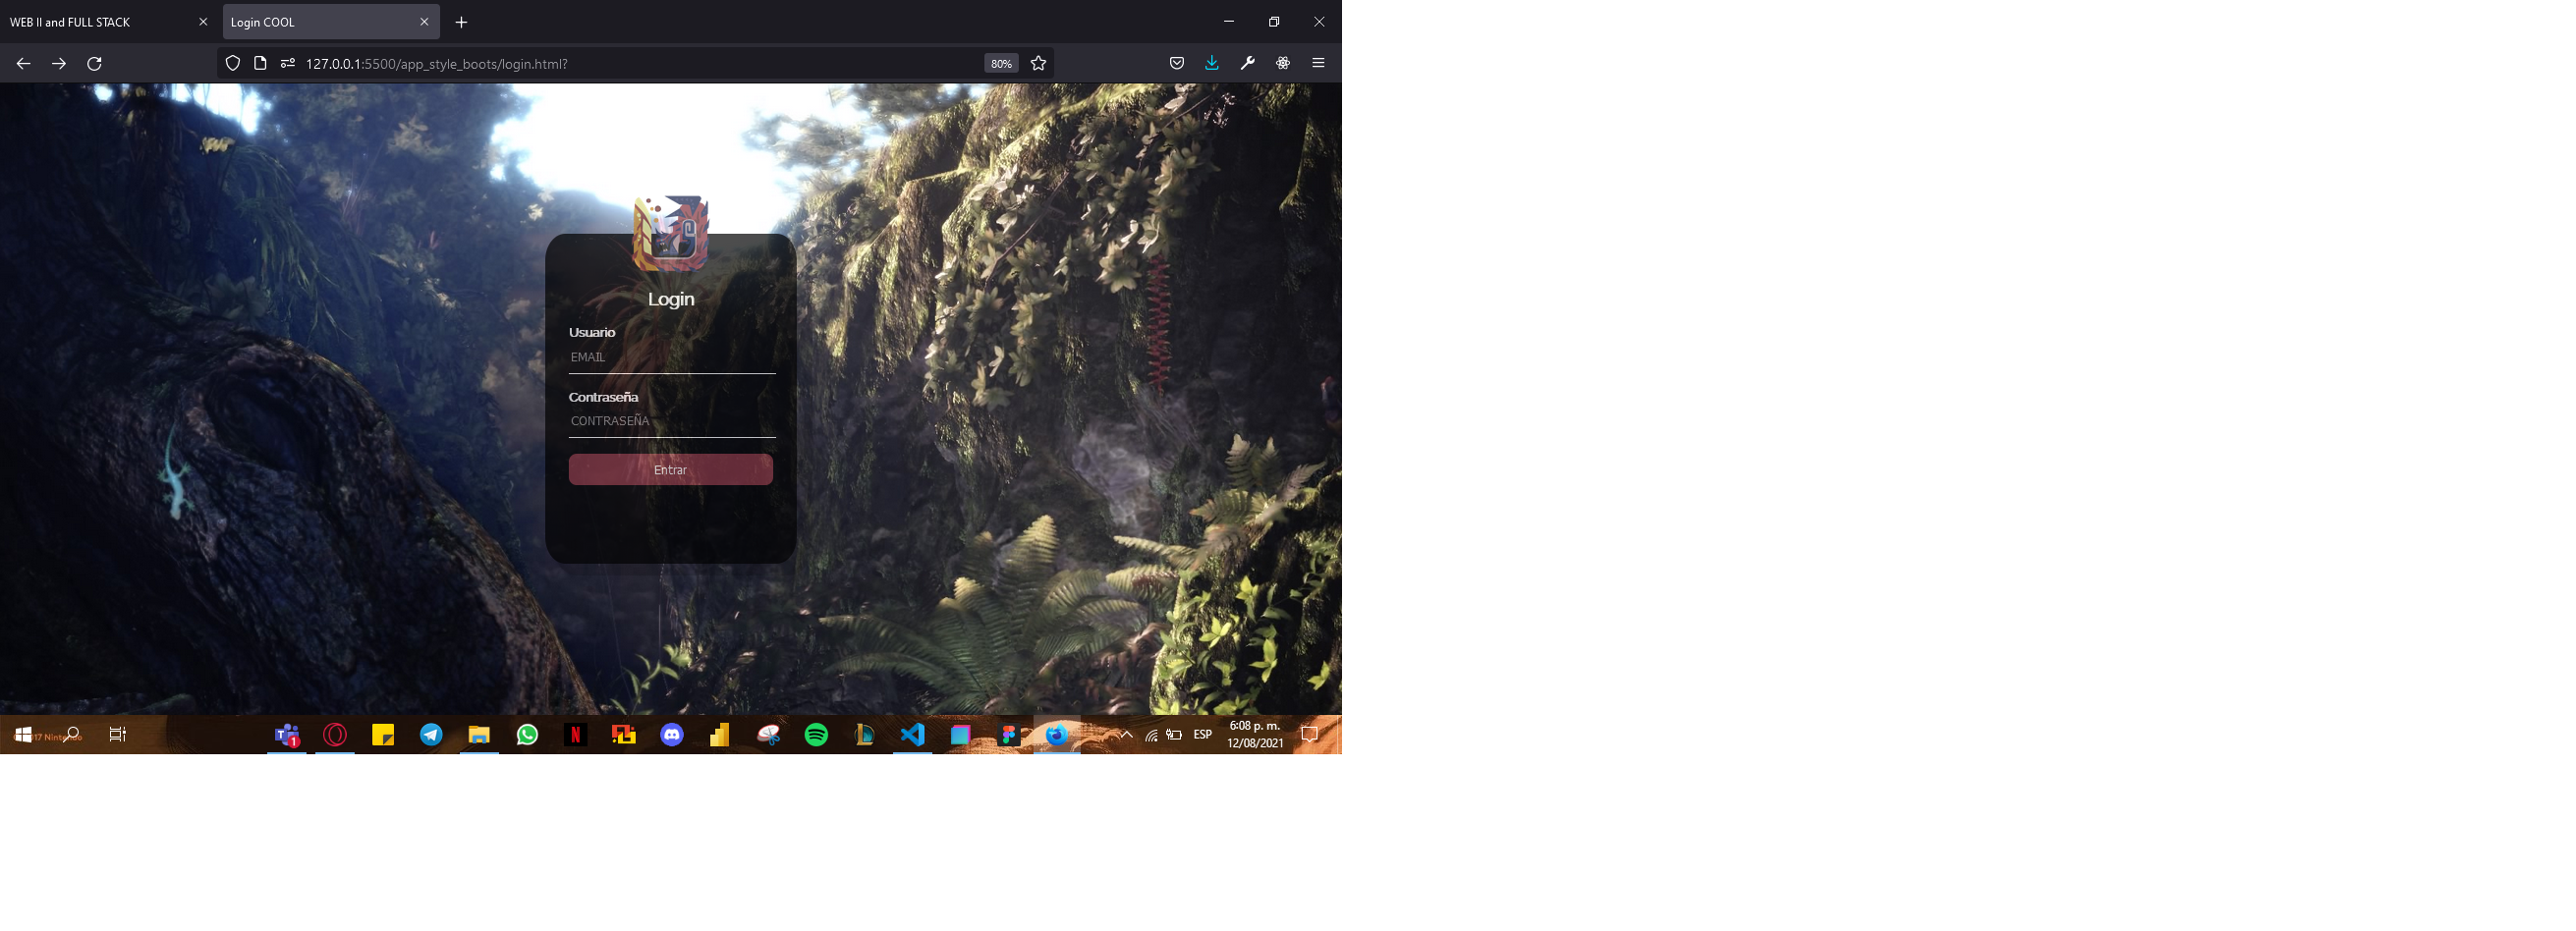 WEB II and FULL STACK
Login COOL
127.0.0.1:5500/app_style_boots/login.html?
80%
Login
Usuario
EMAIL
Contraseña
CONTRASEÑA
Entrar
17 Nintendo
1
ESP
6:08 p. m.
12/08/2021